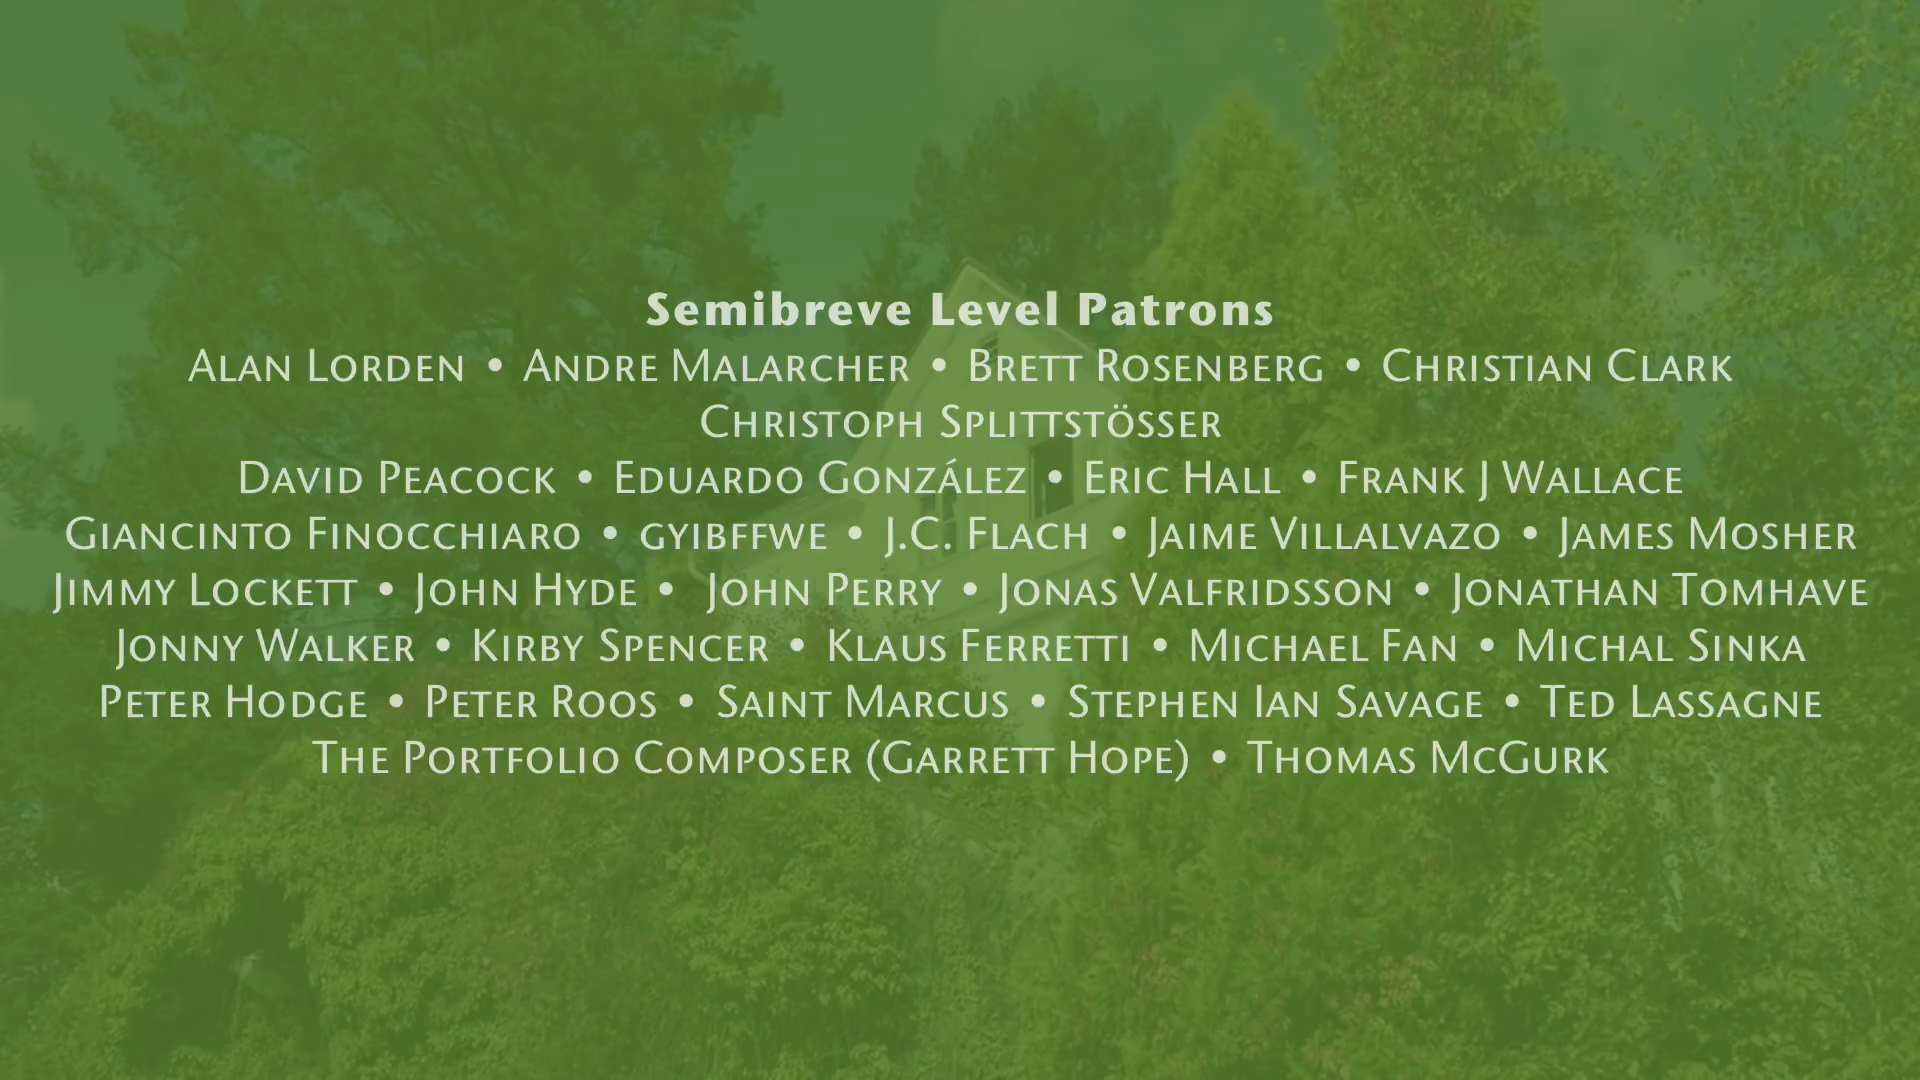 Semibreve Level Patrons
Alan Lorden • Andre Malarcher • Brett Rosenberg • Christian Clark
Christoph Splittstösser
David Peacock • Eduardo González • Eric Hall • Frank J Wallace
Giancinto Finocchiaro • gyibffwe • J.C. Flach • Jaime Villalvazo • James Mosher
Jimmy Lockett • John Hyde • John Perry • Jonas Valfridsson • Jonathan Tomhave
Jonny Walker • Kirby Spencer • Klaus Ferretti • Michael Fan • Michal Sinka
Peter Hodge • Peter Roos • Saint Marcus • Stephen Ian Savage • Ted Lassagne
The Portfolio Composer (Garrett Hope) • Thomas McGurk